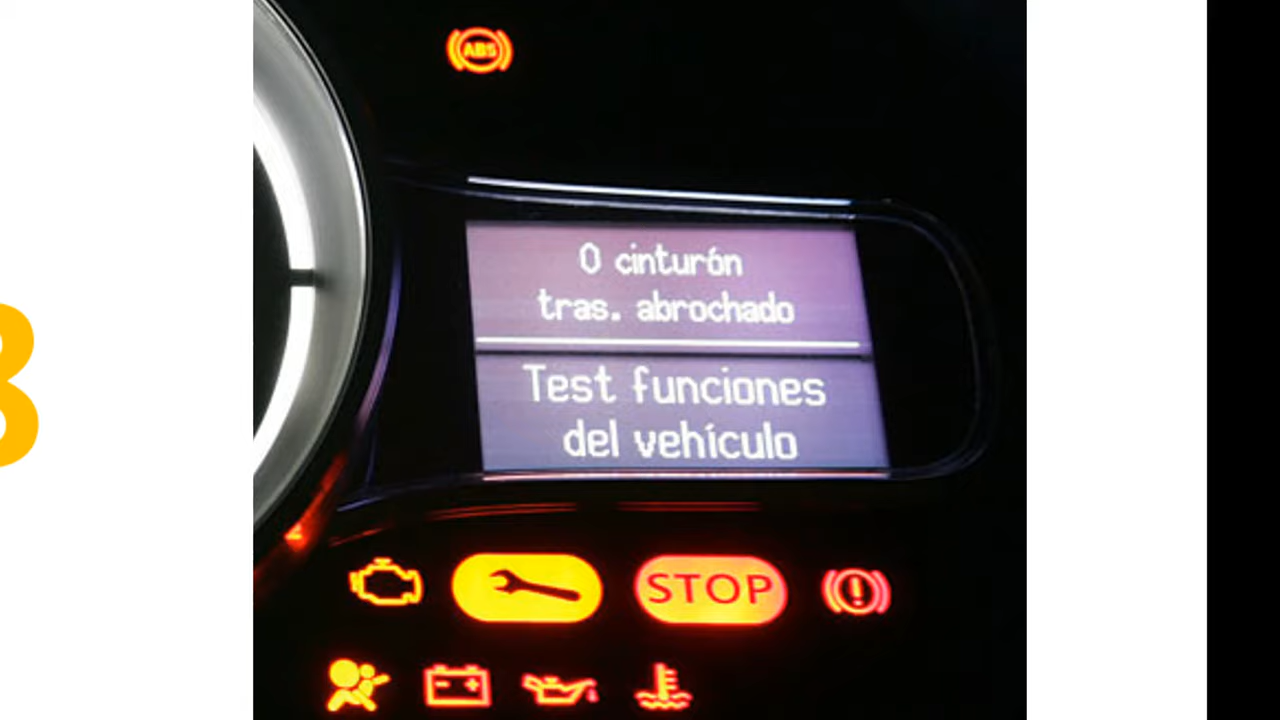 ABS
0 cinturón
tras. abrochado
Test funciones
del vehículo
STOP